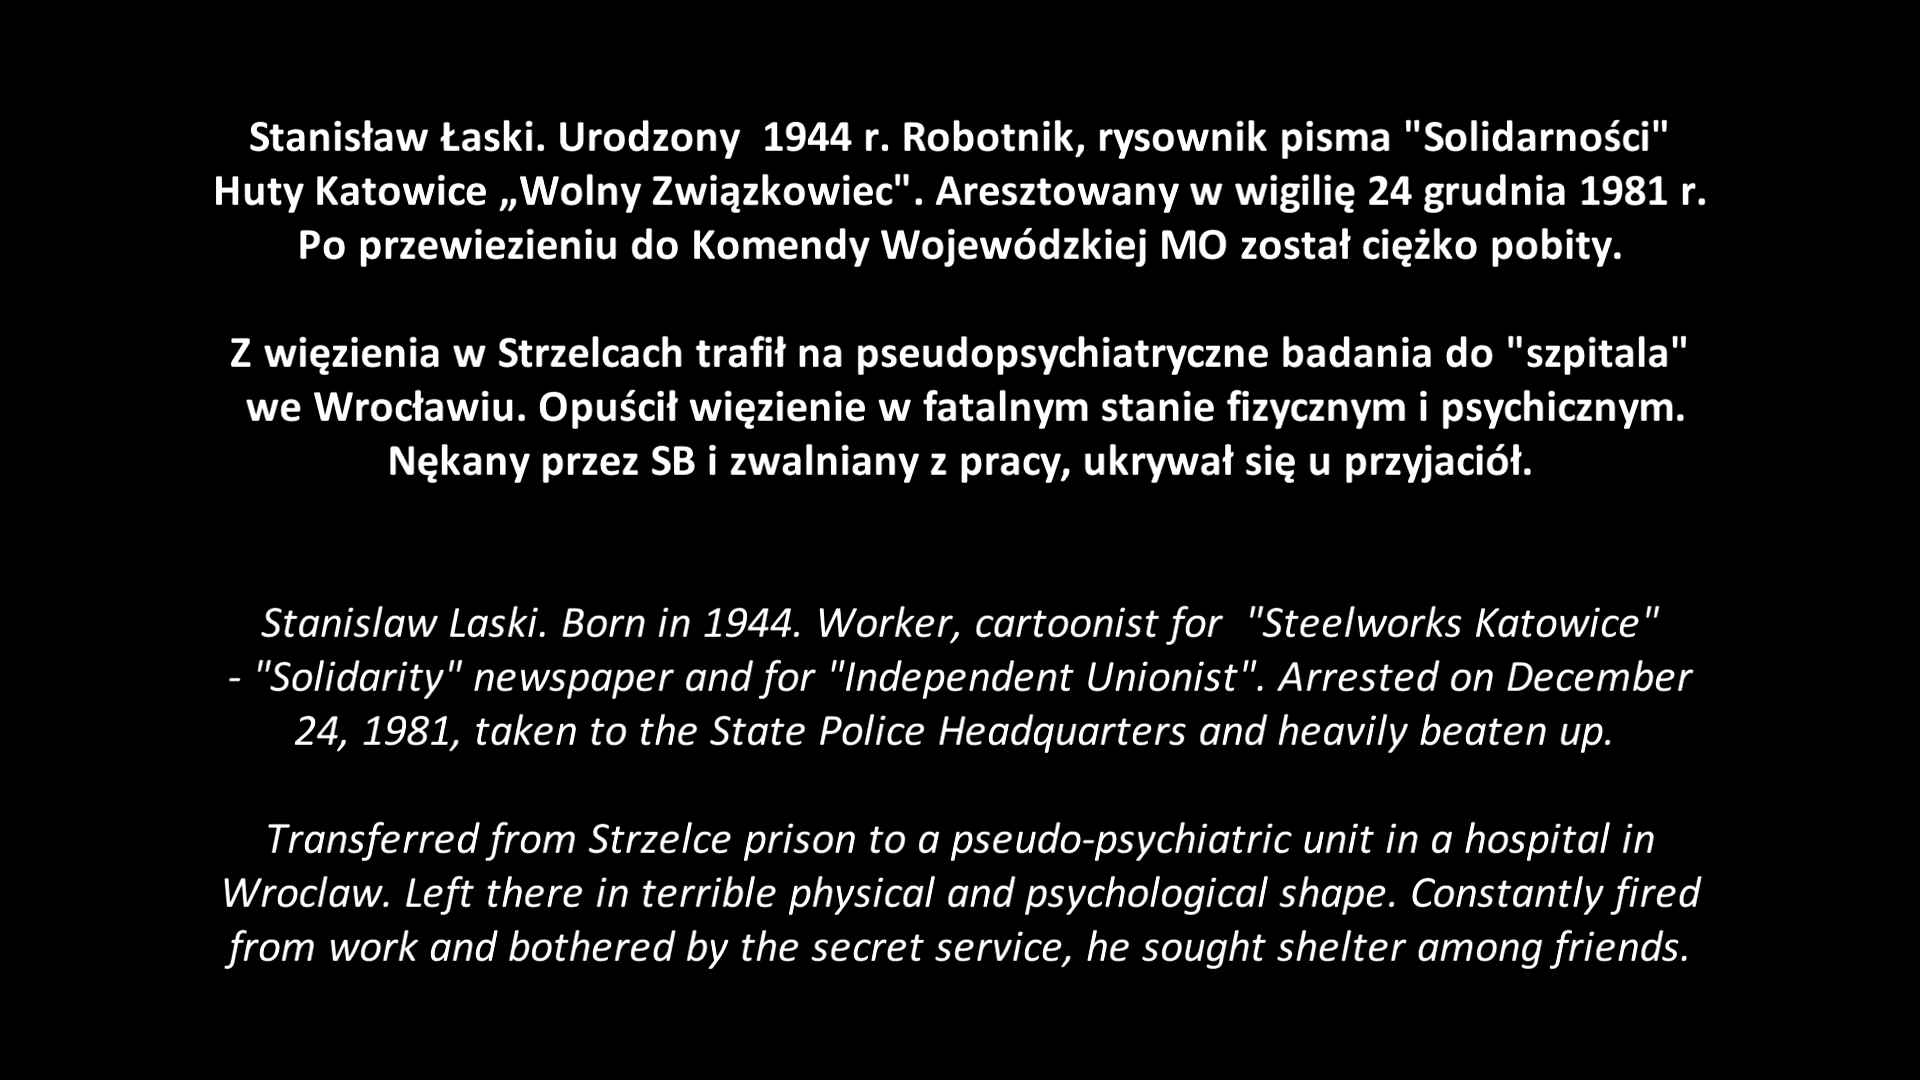 Stanisław Łaski. Urodzony  1944 r. Robotnik, rysownik pisma "Solidarności"
Huty Katowice „Wolny Związkowiec". Aresztowany w wigilię 24 grudnia 1981 r.
Po przewiezieniu do Komendy Wojewódzkiej MO został ciężko pobity.
Z więzienia w Strzelcach trafił na pseudopsychiatryczne badania do "szpitala"
we Wrocławiu. Opuścił więzienie w fatalnym stanie fizycznym i psychicznym.
Nękany przez SB i zwalniany z pracy, ukrywał się u przyjaciół.
Stanislaw Laski. Born in 1944. Worker, cartoonist for  "Steelworks Katowice"
- "Solidarity" newspaper and for "Independent Unionist". Arrested on December
24, 1981, taken to the State Police Headquarters and heavily beaten up.
Transferred from Strzelce prison to a pseudo-psychiatric unit in a hospital in
Wroclaw. Left there in terrible physical and psychological shape. Constantly fired
from work and bothered by the secret service, he sought shelter among friends.